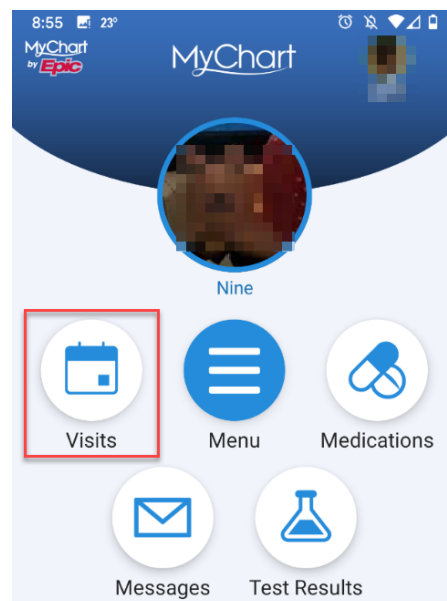 8:55 23°
MyChart
by Epic
MyChart
Nine
Visits
Menu
Medications
Messages
Test Results